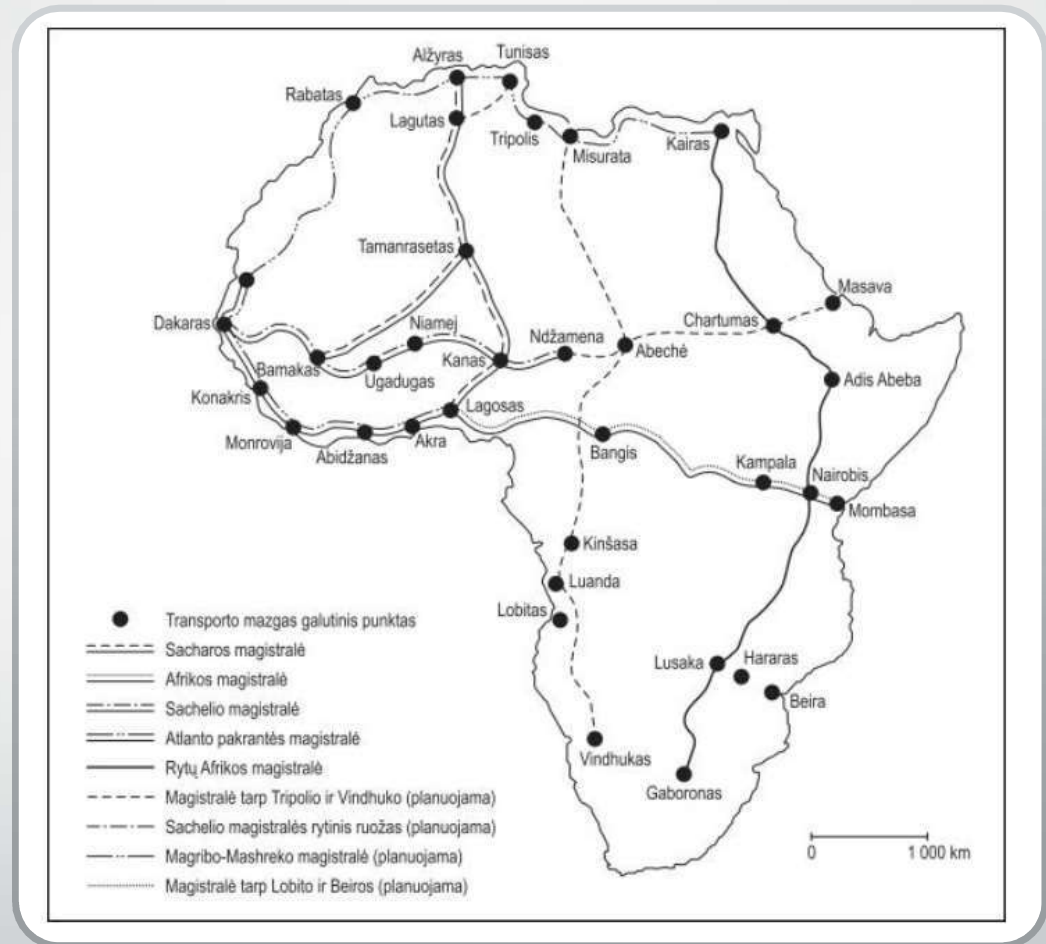 Alžyras
Tunisas
Rabatas
Lagutas
Tripolis
Misurata
Kairas
Tamanrasetas
Masava
Dakaras
Chartumas
Niamej
Ndžamena
Bamakas
Ugadugas
Kanas
Abechė
Adis Abeba
Konakris
Lagosas
Monrovija
Abidžanas
Akra
Bangis
Kampala
Nairobis
Mombasa
Kinšasa
Luanda
Lobitas
Lusaka
Hararas
Beira
Vindhukas
Gaboronas
Transporto mazgas galutinis punktas
Sacharos magistralė
Afrikos magistralė
Sachelio magistralė
Atlanto pakrantės magistralė
Rytų Afrikos magistralė
Magistralė tarp Tripolio ir Vindhuko (planuojama)
Sachelio magistralės rytinis ruožas (planuojama)
Magribo-Mashreko magistralė (planuojama)
Magistralė tarp Lobito ir Beiros (planuojama)
0 1 000 km